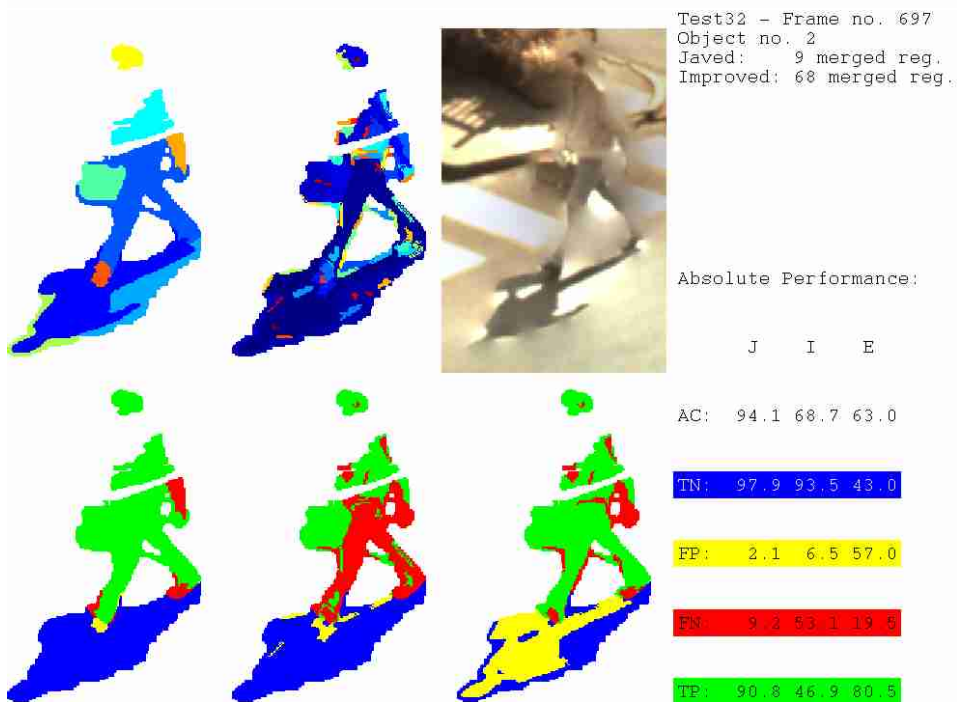 Test32 - Frame no. 697
Object no. 2
Javed: 9 merged reg.
Improved: 68 merged reg.
Absolute Performance:
J I E
AC: 94.1 68.7 63.0
TN: 97.9 93.5 43.0
FP: 2.1 6.5 57.0
FN: 9.2 53.1 19.5
TP: 90.8 46.9 80.5